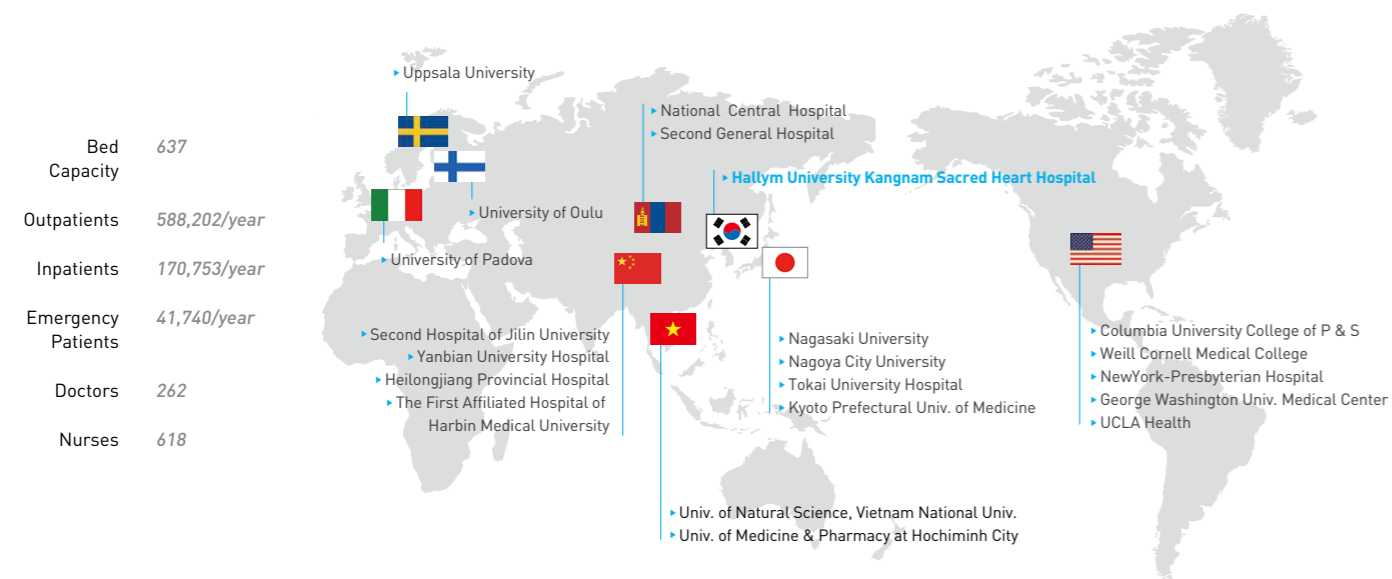 Bed
Capacity
637
Outpatients
588,202/year
Inpatients
170,753/year
Emergency
Patients
41,740/year
Doctors
262
Nurses
618
Uppsala University
University of Oulu
University of Padova
National Central Hospital
Second General Hospital
Hallym University Kangnam Sacred Heart Hospital
Second Hospital of Jilin University
Yanbian University Hospital
Heilongjiang Provincial Hospital
The First Affiliated Hospital of
Harbin Medical University
Univ. of Natural Science, Vietnam National Univ.
Univ. of Medicine & Pharmacy at Hochiminh City
Nagasaki University
Nagoya City University
Tokai University Hospital
Kyoto Prefectural Univ. of Medicine
Columbia University College of P & S
Weill Cornell Medical College
NewYork-Presbyterian Hospital
George Washington Univ. Medical Center
UCLA Health